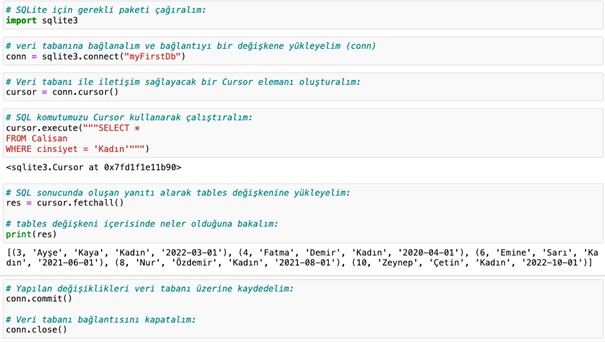 # SQLite için gerekli paketi çağıralım:
import sqlite3
# veri tabanına bağlanalım ve bağlantıyı bir değişkene yükleyelim (conn)
conn = sqlite3.connect("myFirstDb")
# Veri tabanı ile iletişim sağlayacak bir Cursor elemanı oluşturalım:
cursor = conn.cursor()
# SQL komutumuzu Cursor kullanarak çalıştıralım:
cursor.execute("""SELECT *
FROM Calisan
WHERE cinsiyet = 'Kadın'""")
<sqlite3.Cursor at 0x7fd1f1e11b90>
# SQL sonucunda oluşan yanıtı alarak tables değişkenine yükleyelim:
res = cursor.fetchall()
# tables değişkeni içerisinde neler olduğuna bakalım:
print(res)
[(3, 'Ayşe', 'Kaya', 'Kadın', '2022-03-01'), (4, 'Fatma', 'Demir', 'Kadın', '2020-04-01'), (6, 'Emine', 'Sarı', 'Ka
dın', '2021-06-01'), (8, 'Nur', 'Özdemir', 'Kadın', '2021-08-01'), (10, 'Zeynep', 'Çetin', 'Kadın', '2022-10-01')]
# Yapılan değişiklikleri veri tabanı üzerine kaydedelim:
conn.commit()
# Veri tabanı bağlantısını kapatalım:
conn.close()